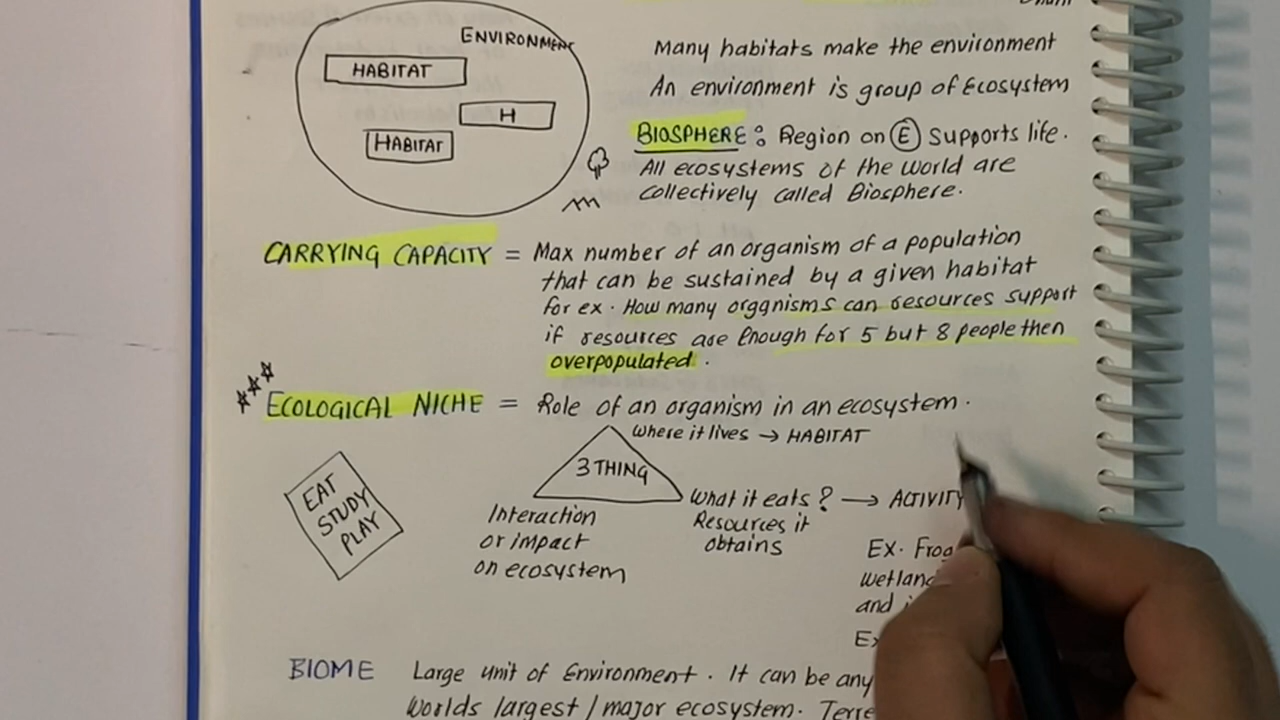 ENVIRONMENT
HABITAT
H
HABITAT
Many habitats make the environment
An environment is group of Ecosystem
BIOSPHERE: Region on E supports life.
All ecosystems of the world are
collectively called Biosphere.
CARRYING CAPACITY = Max number of an organism of a population
that can be sustained by a given habitat
for ex. How many organisms can resources support
if resources are Enough for 5 but 8 people then
overpopulated.
ECOLOGICAL NICHE = Role of an organism in an ecosystem.
Where it lives → HABITAT
3 THING
EAT
STUDY
PLAY
What it eats? → ACTIVITY
Resources it
obtains
Interaction
or impact
on ecosystem
Ex. Frog
wetland
and
BIOME Large unit of Environment. It can be any
Worlds largest/major ecosystem.